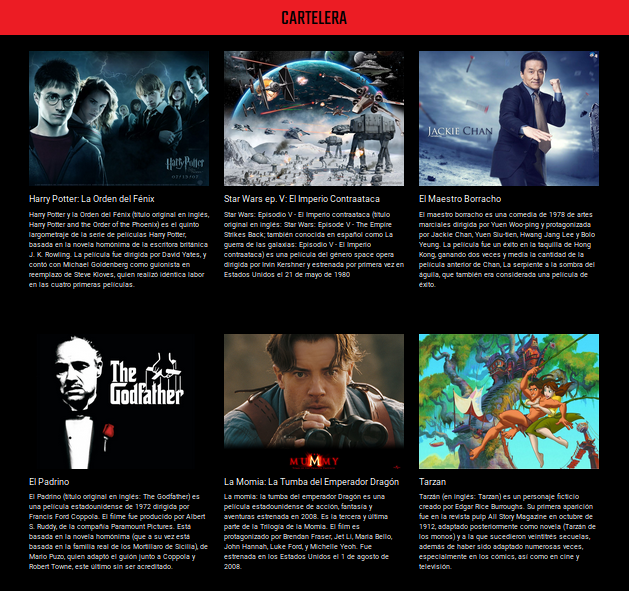 CARTELERA
Harry Potter
JACKIE CHAN
Harry Potter: La Orden del Fénix
Harry Potter y la Orden del Fénix (título original en inglés,
Harry Potter and the Order of the Phoenix) es el quinto
largometraje de la serie de películas Harry Potter,
basada en la novela homónima de la escritora británica
J. K. Rowling. La película fue dirigida por David Yates, y
contó con Michael Goldenberg como guionista en
reemplazo de Steve Kloves, quien realizó idéntica labor
en las cuatro primeras películas.
Star Wars ep. V: El Imperio Contraataca
Star Wars: Episodio V - El Imperio contraataca (título
original en inglés: Star Wars: Episode V - The Empire
Strikes Back; también conocida en español como La
guerra de las galaxias: Episodio V - El Imperio
contraataca) es una película del género space opera
dirigida por Irvin Kershner y estrenada por primera vez en
Estados Unidos el 21 de mayo de 1980
El Maestro Borracho
El maestro borracho es una comedia de 1978 de artes
marciales dirigida por Yuen Woo-ping y protagonizada
por Jackie Chan, Yuen Siu-tien, Hwang Jang Lee y Bolo
Yeung. La película fue un éxito en la taquilla de Hong
Kong, ganando dos veces y media la cantidad de la
película anterior de Chan, La serpiente a la sombra del
águila, que también era considerada una película de
éxito.
The
Godfather
MUMMY
El Padrino
El Padrino (título original en inglés: The Godfather) es
una película estadounidense de 1972 dirigida por
Francis Ford Coppola. El filme fue producido por Albert
S. Ruddy, de la compañía Paramount Pictures. Está
basada en la novela homónima (que a su vez está
basada en la familia real de los Mortillaro de Sicilia), de
Mario Puzo, quien adaptó el guión junto a Coppola y
Robert Towne, este último sin ser acreditado.
La Momia: La Tumba del Emperador Dragón
La momia: la tumba del emperador Dragón es una
película estadounidense de acción, fantasía y
aventuras estrenada en 2008. Es la tercera y última
parte de la Trilogía de la Momia. El film es
protagonizado por Brendan Fraser, Jet Li, Maria Bello,
John Hannah, Luke Ford, y Michelle Yeoh. Fue
estrenada en los Estados Unidos el 1 de agosto de
2008.
Tarzan
Tarzán (en inglés: Tarzan) es un personaje ficticio
creado por Edgar Rice Burroughs. Su primera aparición
fue en la revista pulp All Story Magazine en octubre de
1912, adaptado posteriormente como novela (Tarzán de
los monos) y a la que sucedieron veintitrés secuelas,
además de haber sido adaptado numerosas veces,
especialmente en los cómics, así como en cine y
televisión.